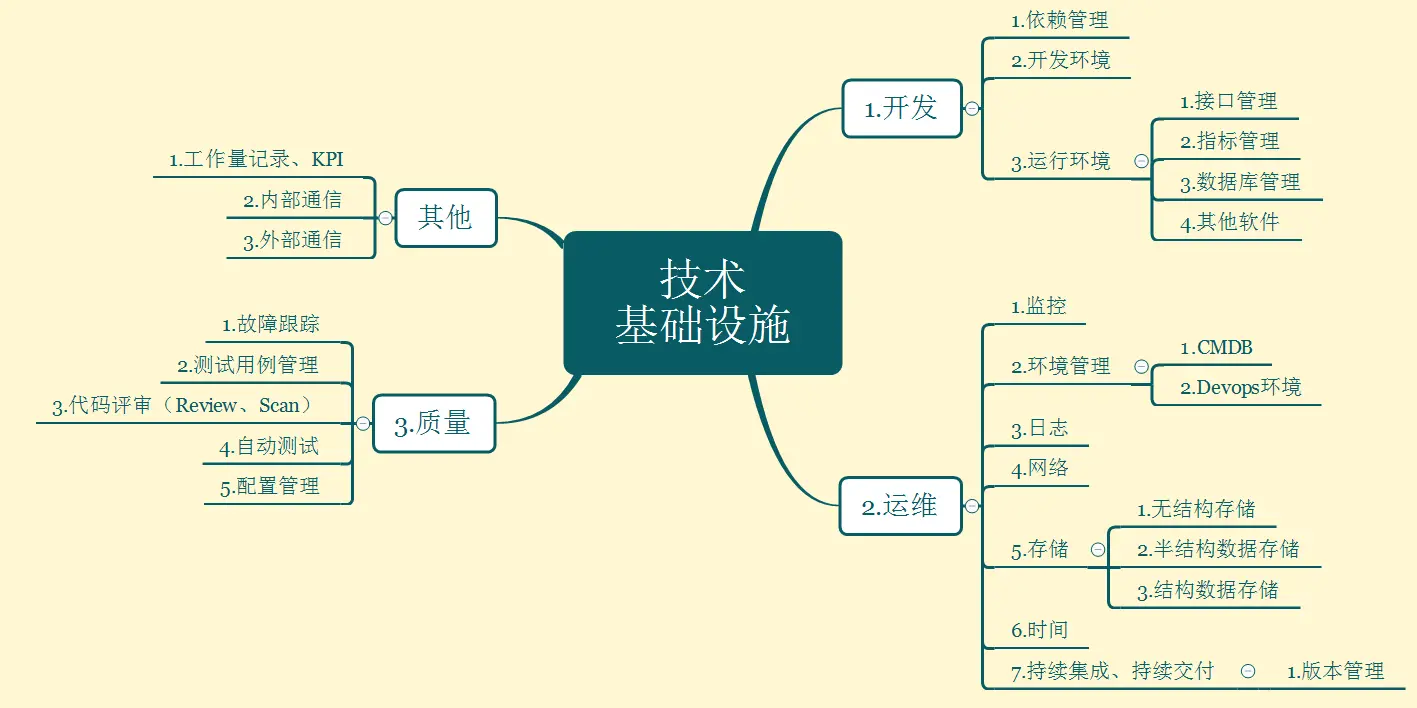 技术
基础设施
1.开发
1.依赖管理
2.开发环境
3.运行环境
1.接口管理
2.指标管理
3.数据库管理
4.其他软件
2.运维
1.监控
2.环境管理
1.CMDB
2.Devops环境
3.日志
4.网络
5.存储
1.无结构存储
2.半结构数据存储
3.结构数据存储
6.时间
7.持续集成、持续交付
1.版本管理
3.质量
1.故障跟踪
2.测试用例管理
3.代码评审（Review、Scan）
4.自动测试
5.配置管理
其他
1.工作量记录、KPI
2.内部通信
3.外部通信